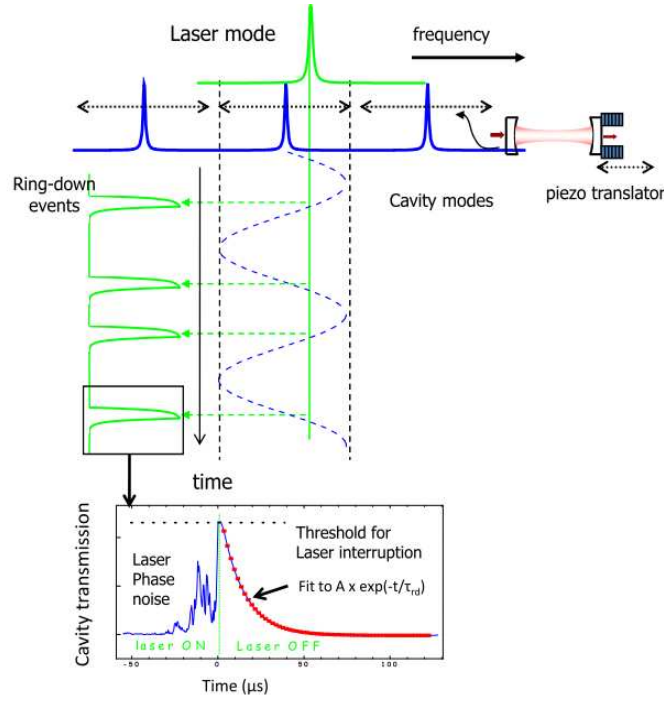 Laser mode
frequency
Ring-down
events
Cavity modes
piezo translator
time
Cavity transmission
Laser
Phase
noise
Threshold for
Laser interruption
Fit to A x exp(-t/τrd)
laser ON
Laser OFF
-50
0
50
100
Time (μs)